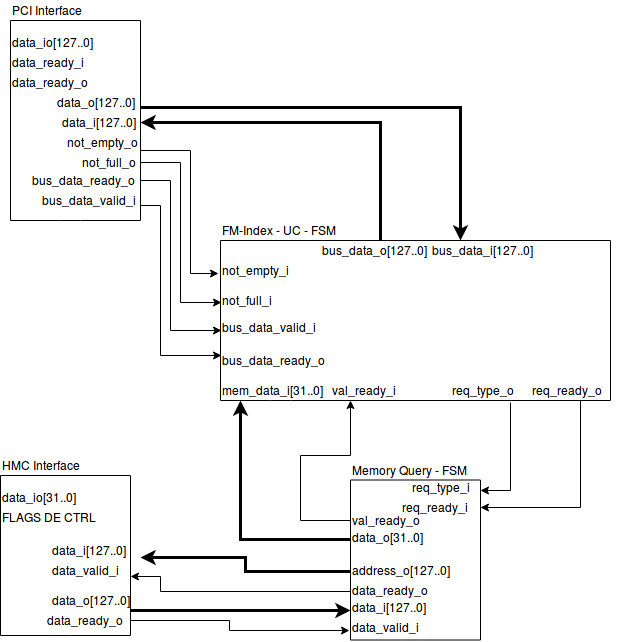 PCI Interface
data_io[127..0]
data_ready_i
data_ready_o
data_o[127..0]
data_i[127..0]
not_empty_o
not_full_o
bus_data_ready_o
bus_data_valid_i
FM-Index - UC - FSM
bus_data_o[127..0] bus_data_i[127..0]
not_empty_i
not_full_i
bus_data_valid_i
bus_data_ready_o
mem_data_i[31..0] val_ready_i req_type_o req_ready_o
HMC Interface
data_io[31..0]
FLAGS DE CTRL
data_i[127..0]
data_valid_i
data_o[127..0]
data_ready_o
Memory Query - FSM
req_type_i
req_ready_i
val_ready_o
data_o[31..0]
address_o[127..0]
data_ready_o
data_i[127..0]
data_valid_i